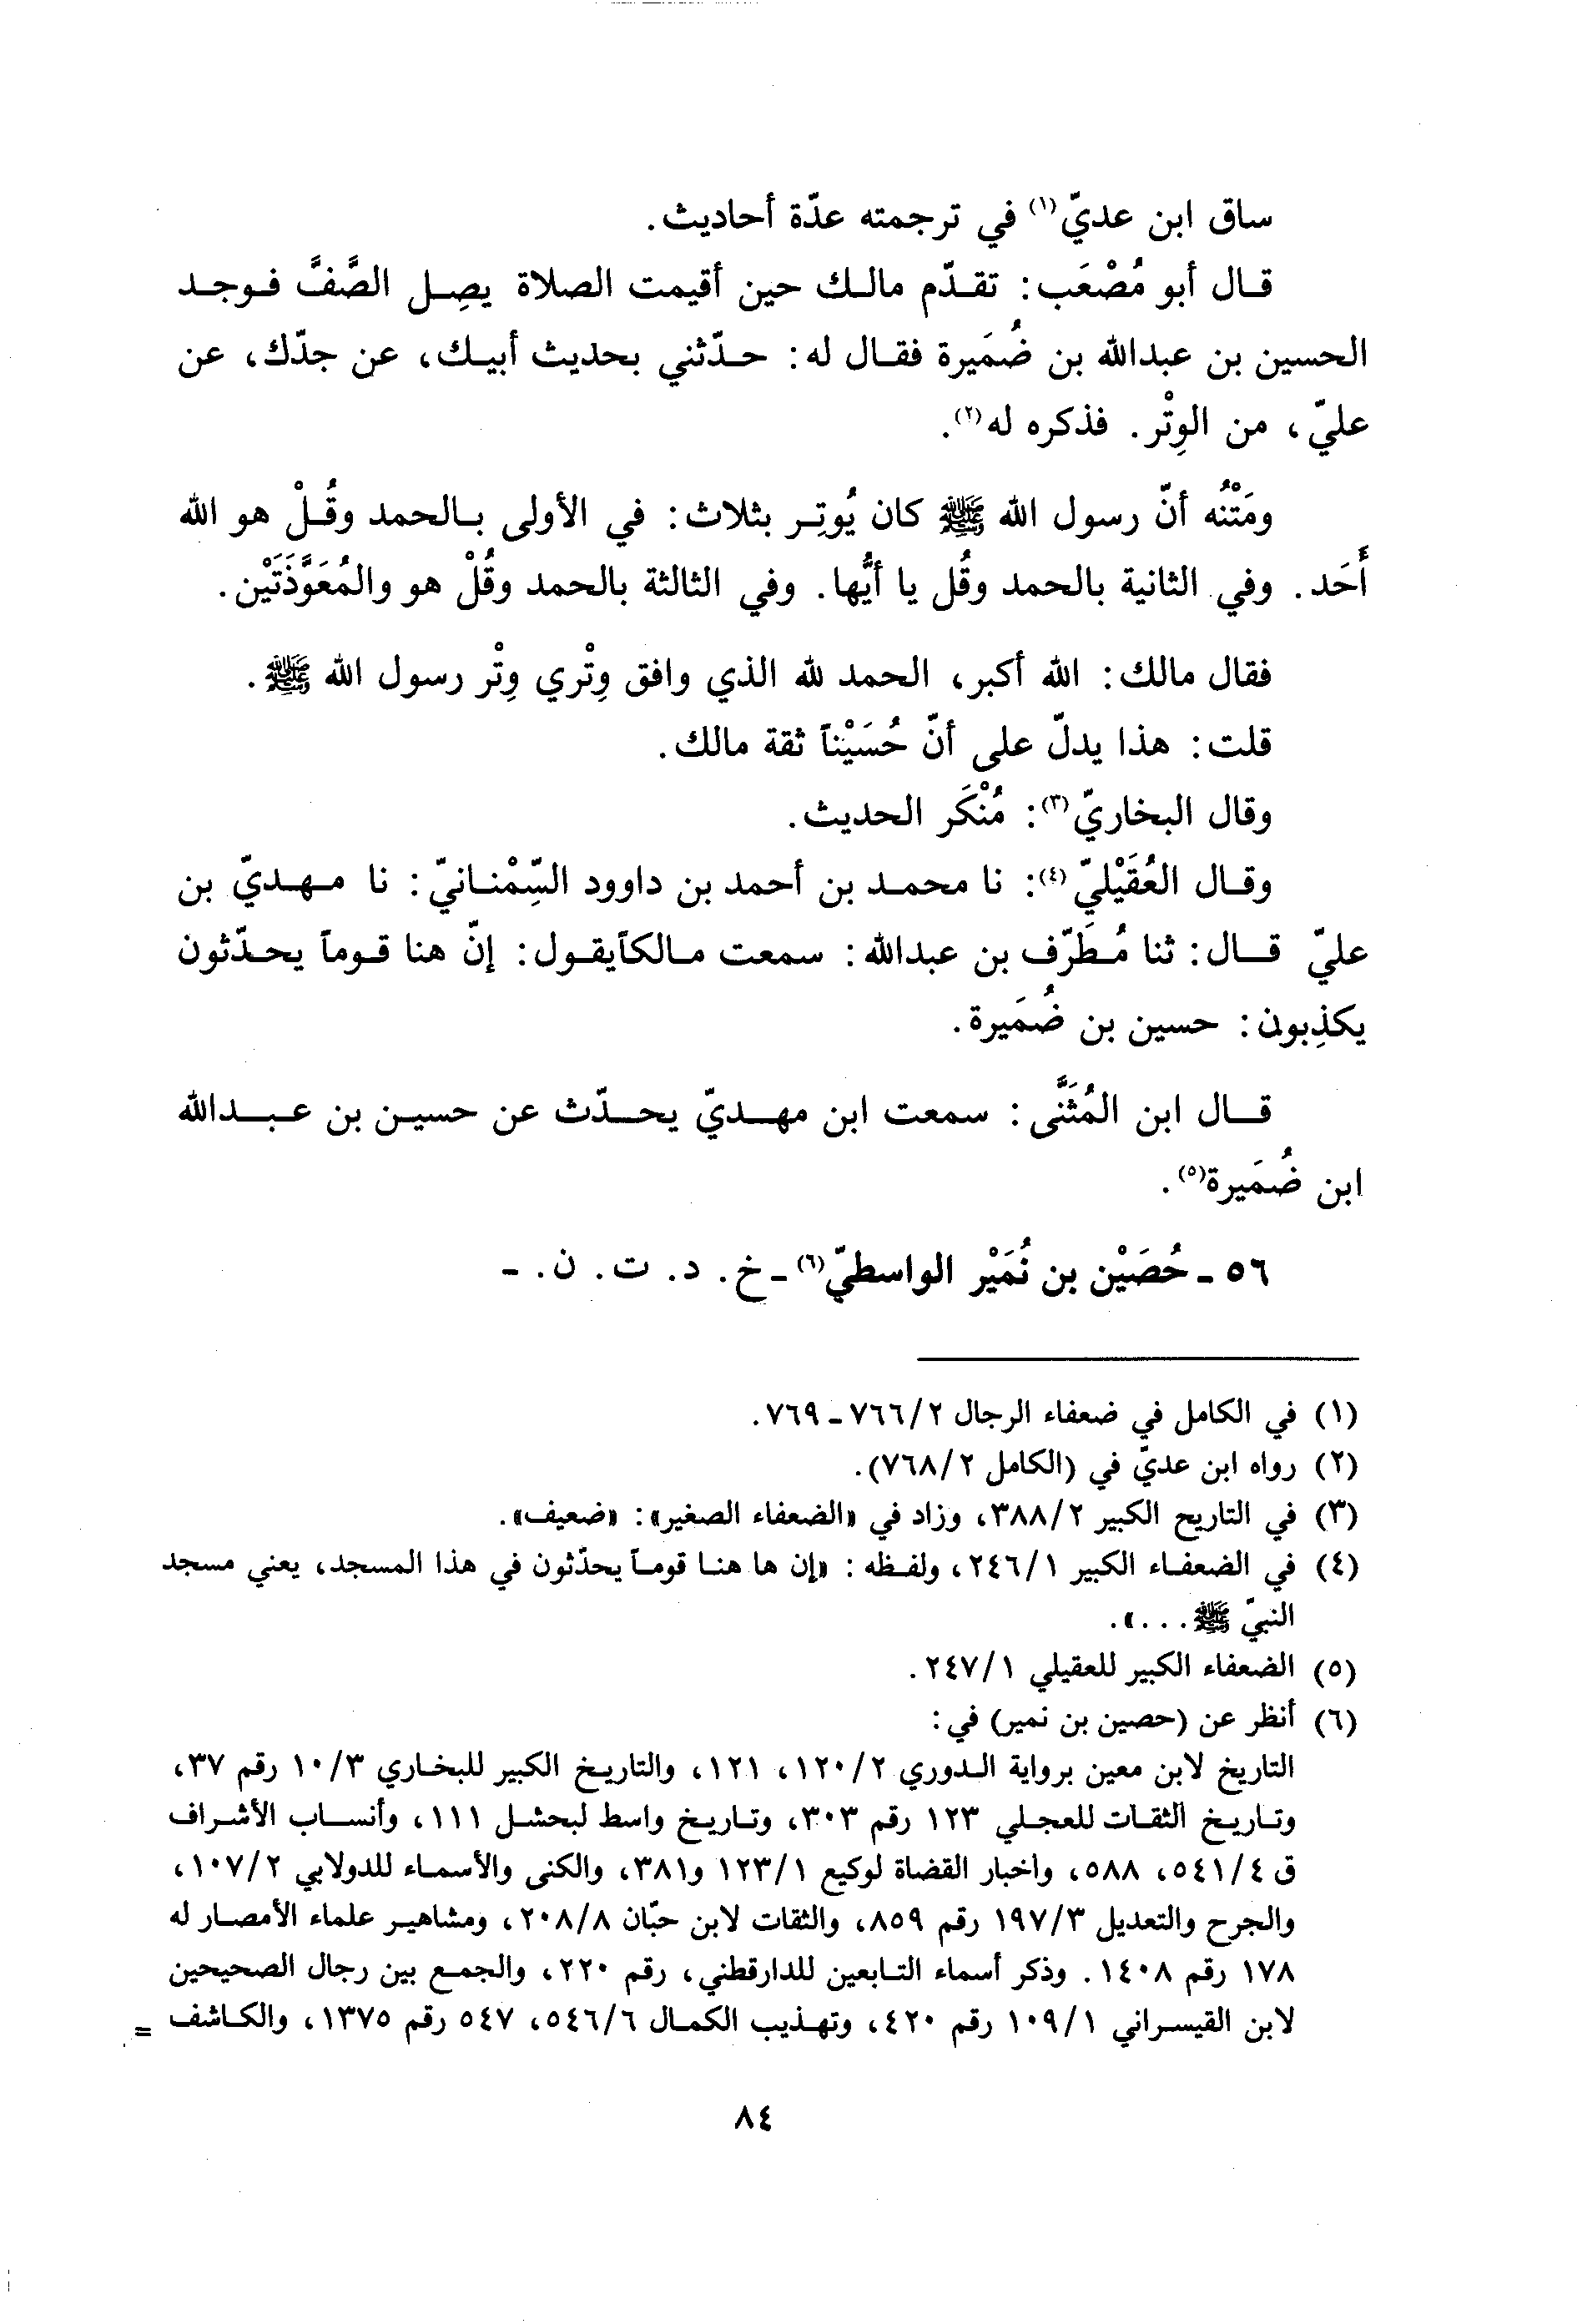 ساق ابن عديّ(١) في ترجمته عدّة أحاديث.
قال أبو مُصْعَب: تقدّم مالك حين أقيمت الصلاة يصِل الصَّفَّ فوجد
الحسين بن عبدالله بن ضُمَيرة فقال له: حدّثني بحديث أبيك، عن جدّك، عن
عليّ، من الوِتْر. فذكره له(٢).
ومَتْنُه أنّ رسول الله ﷺ كان يُوتِر بثلاث: في الأولى بالحمد وقُلْ هو الله
أَحَد. وفي الثانية بالحمد وقُل يا أيُّها. وفي الثالثة بالحمد وقُلْ هو والمُعَوَّذَتَيْن.
فقال مالك: الله أكبر، الحمد لله الذي وافق وِتْري وِتْر رسول الله ﷺ.
قلت: هذا يدلّ على أنّ حُسَيْناً ثقة مالك.
وقال البخاريّ(٣): مُنْكَر الحديث.
وقال العُقَيْليّ(٤): نا محمد بن أحمد بن داوود السِّمْنانيّ: نا مهديّ بن
عليّ قال: ثنا مُطَرّف بن عبدالله: سمعت مالكاًيقول: إنّ هنا قوماً يحدّثون
يكذِبون: حسين بن ضُمَيرة.
قال ابن المُثَنَّى: سمعت ابن مهديّ يحدّث عن حسين بن عبدالله
ابن ضُمَيرة(٥).
٥٦ - حُصَيْن بن نُمَيْر الواسطيّ(٦) - خ. د. ت. ن. -
(١) في الكامل في ضعفاء الرجال ٧٦٦/٢ - ٧٦٩.
(٢) رواه ابن عديّ في (الكامل ٧٦٨/٢).
(٣) في التاريح الكبير ٣٨٨/٢، وزاد في «الضعفاء الصغير»: «ضعيف».
(٤) في الضعفاء الكبير ٢٤٦/١، ولفظه: «إن ها هنا قوماً يحدّثون في هذا المسجد، يعني مسجد
النبيّ ﷺ...».
(٥) الضعفاء الكبير للعقيلي ٢٤٧/١.
(٦) أنظر عن (حصين بن نمير) في:
التاريخ لابن معين برواية الدوري ١٢٠/٢، ١٢١، والتاريخ الكبير للبخاري ١٠/٣ رقم ٣٧،
وتاريخ الثقات للعجلي ١٢٣ رقم ٣٠٣، وتاريخ واسط لبحشل ١١١، وأنساب الأشراف
ق ٥٤١/٤، ٥٨٨، واخبار القضاة لوكيع ١٢٣/١ و٣٨١، والكنى والأسماء للدولابي ١٠٧/٢،
والجرح والتعديل ١٩٧/٣ رقم ٨٥٩، والثقات لابن حبّان ٢٠٨/٨، ومشاهير علماء الأمصار له
١٧٨ رقم ١٤٠٨. وذكر أسماء التابعين للدارقطني، رقم ٢٢٠، والجمع بين رجال الصحيحين
لابن القيسراني ١٠٩/١ رقم ٤٢٠، وتهذيب الكمال ٥٤٦/٦، ٥٤٧ رقم ١٣٧٥، والكاشف =
٨٤